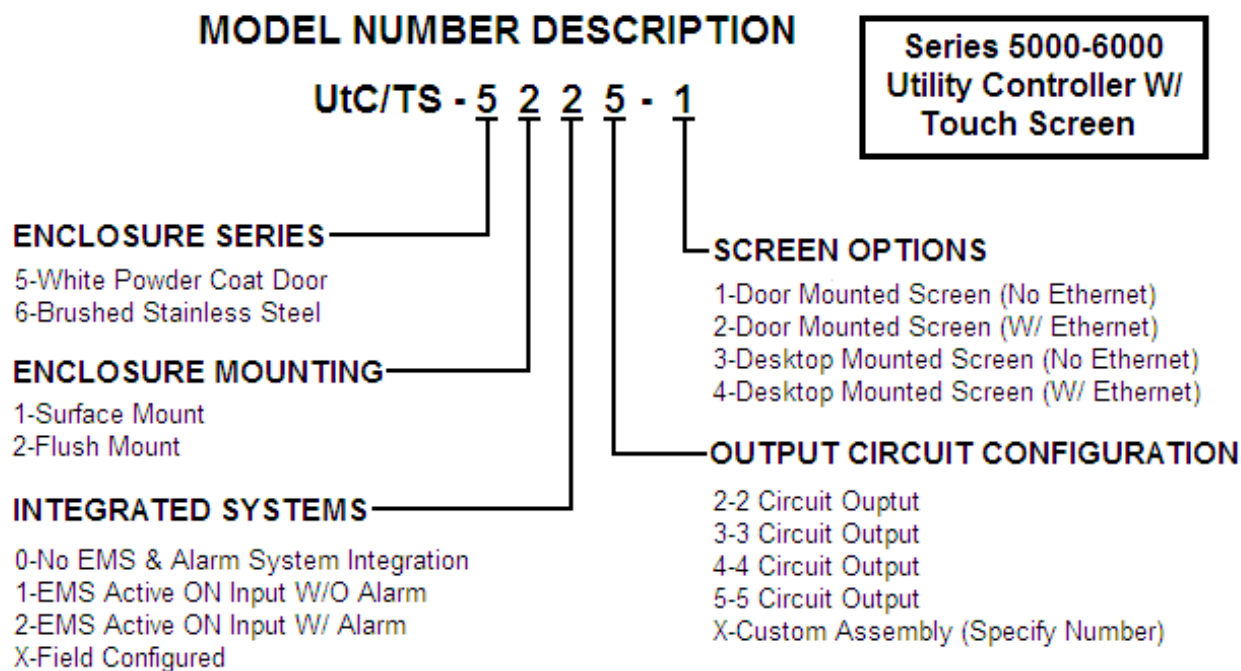 MODEL NUMBER DESCRIPTION
UtC/TS - 5 2 2 5 - 1
Series 5000-6000
Utility Controller W/
Touch Screen
ENCLOSURE SERIES
5-White Powder Coat Door
6-Brushed Stainless Steel
ENCLOSURE MOUNTING
1-Surface Mount
2-Flush Mount
INTEGRATED SYSTEMS
0-No EMS & Alarm System Integration
1-EMS Active ON Input W/O Alarm
2-EMS Active ON Input W/ Alarm
X-Field Configured
SCREEN OPTIONS
1-Door Mounted Screen (No Ethernet)
2-Door Mounted Screen (W/ Ethernet)
3-Desktop Mounted Screen (No Ethernet)
4-Desktop Mounted Screen (W/ Ethernet)
OUTPUT CIRCUIT CONFIGURATION
2-2 Circuit Ouptut
3-3 Circuit Output
4-4 Circuit Output
5-5 Circuit Output
X-Custom Assembly (Specify Number)